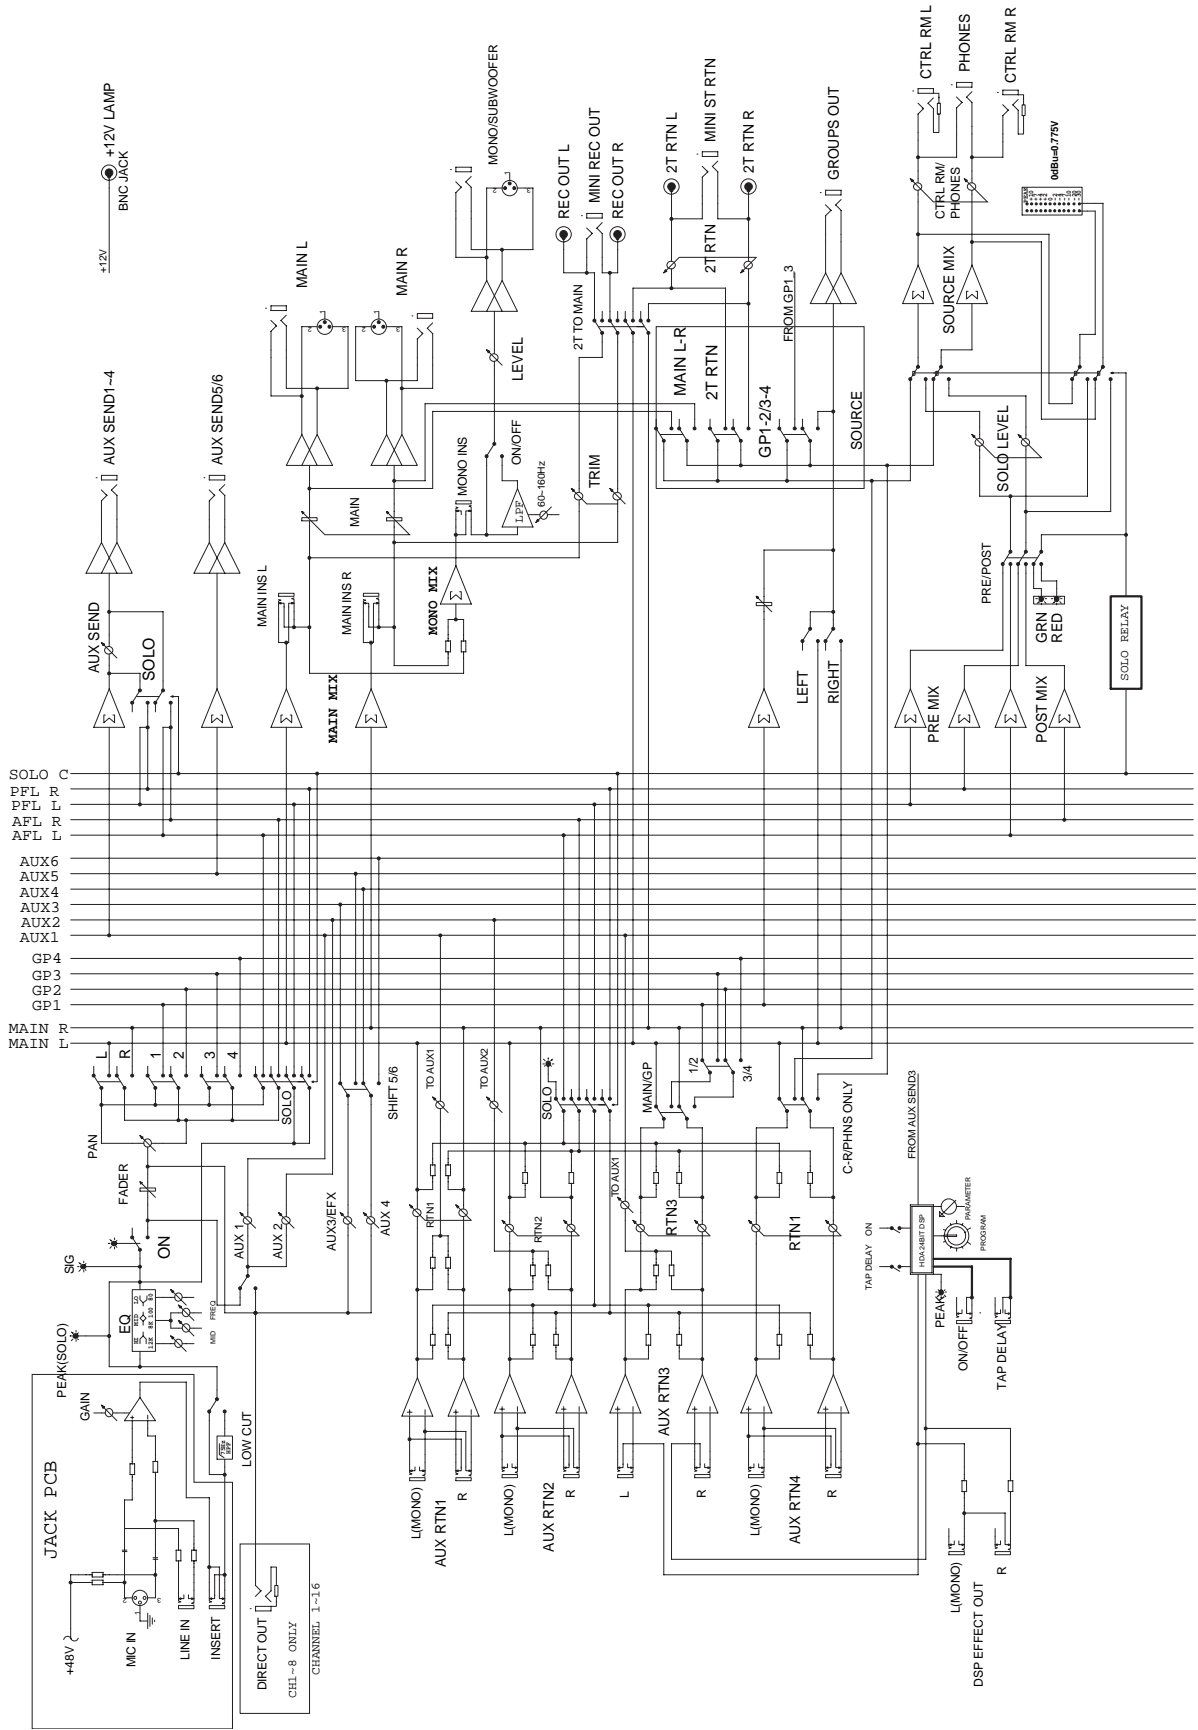 +12V
+12V LAMP
BNC JACK
AUX SEND1~4
AUX SEND5/6
AUX SEND
SOLO
MAIN L
MAIN R
MAIN INS L
MAIN INS R
MAIN
MAIN MIX
MONO MIX
MONO INS
LPF
60~160Hz
ON/OFF
LEVEL
MONO/SUBWOOFER
TRIM
2T TO MAIN
REC OUT L
MINI REC OUT
REC OUT R
2T RTN L
MINI ST RTN
2T RTN R
2T RTN
MAIN L-R
2T RTN
GP1-2/3-4
SOURCE
FROM GP1_3
GROUPS OUT
LEFT
RIGHT
CTRL RM L
PHONES
CTRL RM R
CTRL RM/
PHONES
SOURCE MIX
0dBu=0.775V
SOLO LEVEL
PRE/POST
GRN
RED
PRE MIX
POST MIX
SOLO RELAY
SOLO C
PFL R
PFL L
AFL R
AFL L
AUX6
AUX5
AUX4
AUX3
AUX2
AUX1
GP4
GP3
GP2
GP1
MAIN R
MAIN L
L
R
1
2
3
4
SOLO
PAN
FADER
ON
SIG
PEAK(SOLO)
EQ
HI MID LO
12K 8K 100 80
MID
FREQ
AUX 1
AUX 2
AUX3/EFX
AUX 4
SHIFT 5/6
JACK PCB
+48V
MIC IN
LINE IN
INSERT
GAIN
LOW CUT
HPF
DIRECT OUT
CH1~8 ONLY
CHANNEL 1~16
TO AUX1
TO AUX2
TO AUX1
SOLO
MAIN/GP
1/2
3/4
C-R/PHNS ONLY
RTN1
RTN2
RTN3
RTN1
L(MONO)
AUX RTN1
R
L(MONO)
AUX RTN2
R
L
AUX RTN3
R
L(MONO)
AUX RTN4
R
FROM AUX SEND3
TAP DELAY
ON
HDA 24BIT DSP
PARAMETER
PROGRAM
PEAK
ON/OFF
TAP DELAY
L(MONO)
DSP EFFECT OUT
R